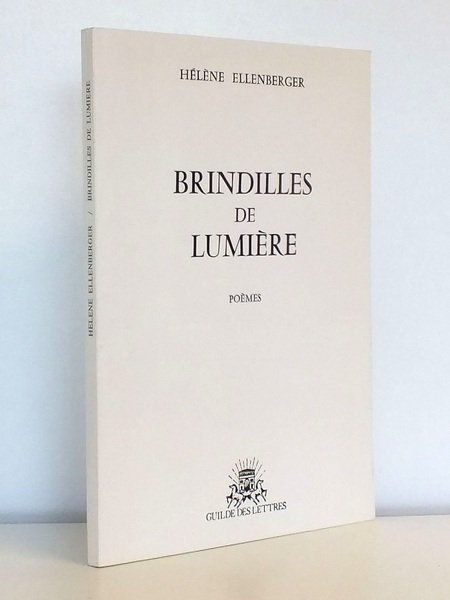 HÉLÈNE ELLENBERGER
BRINDILLES
DE
LUMIÈRE
POÈMES
GUILDE DES LETTRES
HÉLÈNE ELLENBERGER / BRINDILLES DE LUMIÈRE